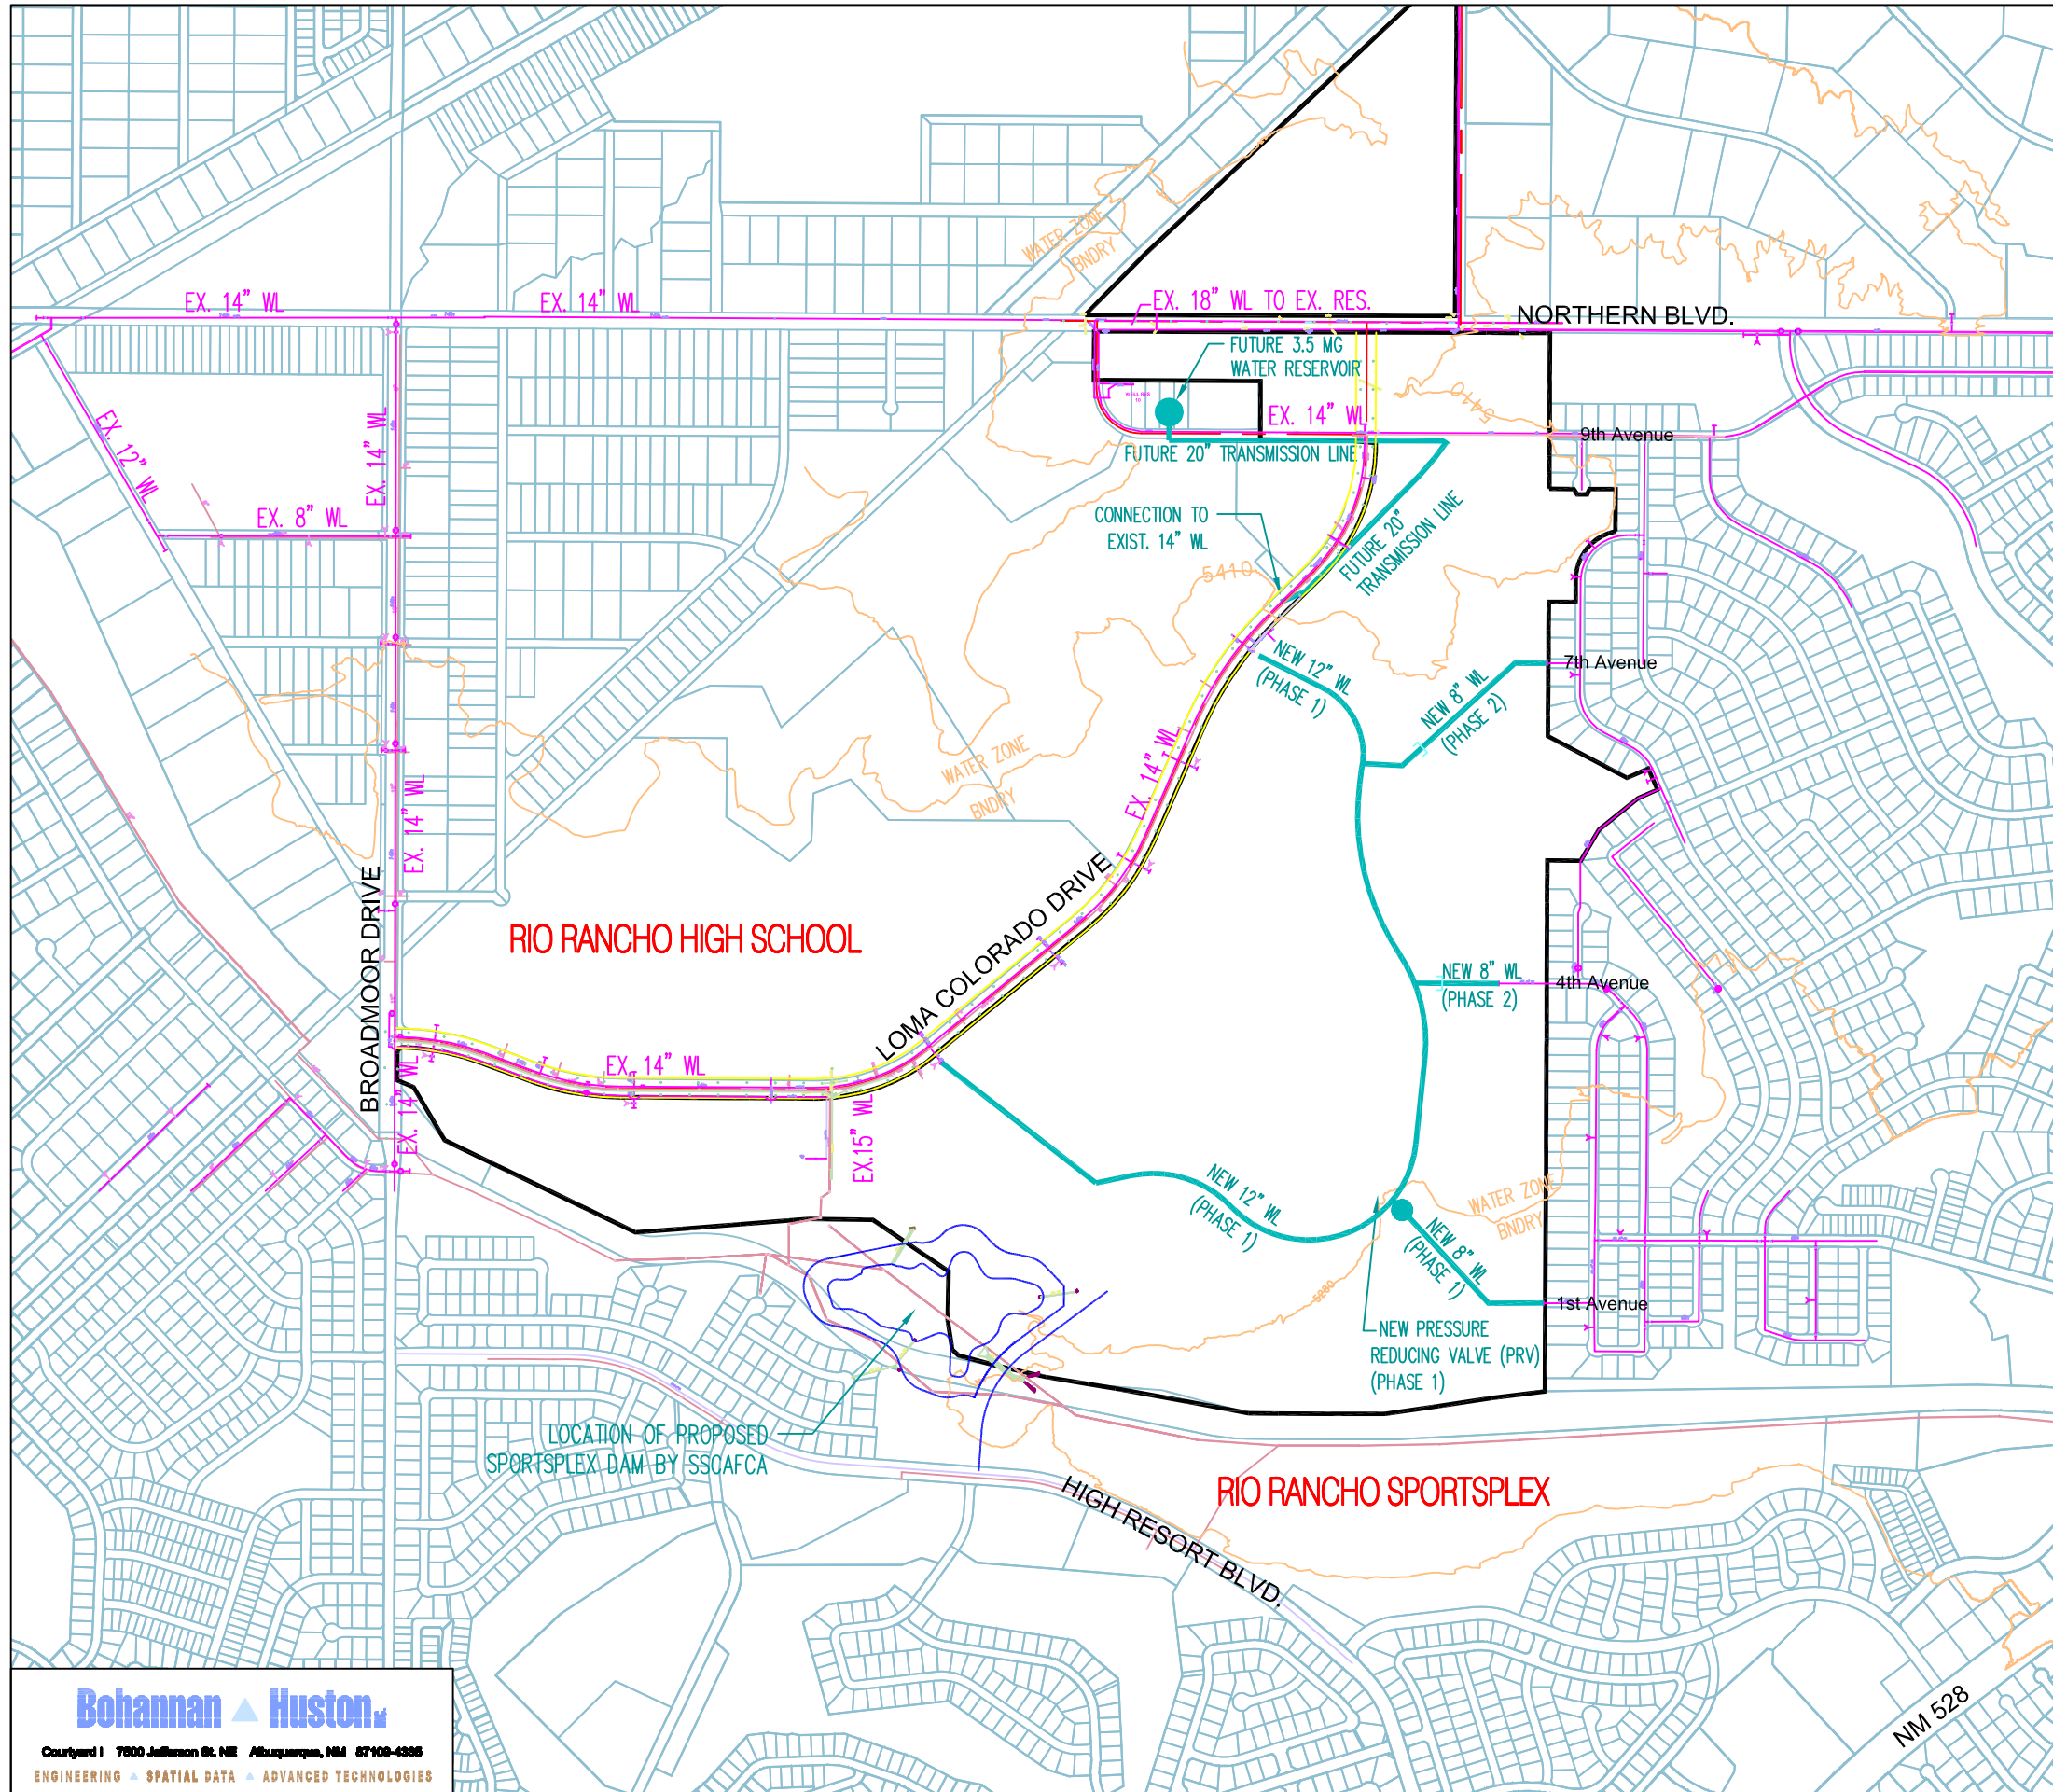 WATER ZONE
BNDRY
EX. 14" WL
EX. 14" WL
EX. 18" WL TO EX. RES.
NORTHERN BLVD.
FUTURE 3.5 MG
WATER RESERVOIR
5410
EX. 12" WL
EX. 14" WL
EX. 14" WL
9th Avenue
FUTURE 20" TRANSMISSION LINE
EX. 8" WL
CONNECTION TO
EXIST. 14" WL
FUTURE 20"
TRANSMISSION LINE
5410
NEW 12" WL
(PHASE 1)
NEW 8" WL
(PHASE 2)
7th Avenue
WATER ZONE
BNDRY
EX. 14" WL
EX. 14" WL
BROADMOOR DRIVE
RIO RANCHO HIGH SCHOOL
LOMA COLORADO DRIVE
NEW 8" WL
(PHASE 2)
4th Avenue
EX. 14" WL
EX. 14" WL
EX.15" WL
NEW 12" WL
(PHASE 1)
WATER ZONE
BNDRY
NEW 8" WL
(PHASE 1)
5280
1st Avenue
NEW PRESSURE
REDUCING VALVE (PRV)
(PHASE 1)
LOCATION OF PROPOSED
SPORTSPLEX DAM BY SSCAFCA
HIGH RESORT BLVD.
RIO RANCHO SPORTSPLEX
NM 528
Bohannan Huston
Courtyard I 7500 Jefferson St. NE Albuquerque, NM 87109-4335
ENGINEERING SPATIAL DATA ADVANCED TECHNOLOGIES